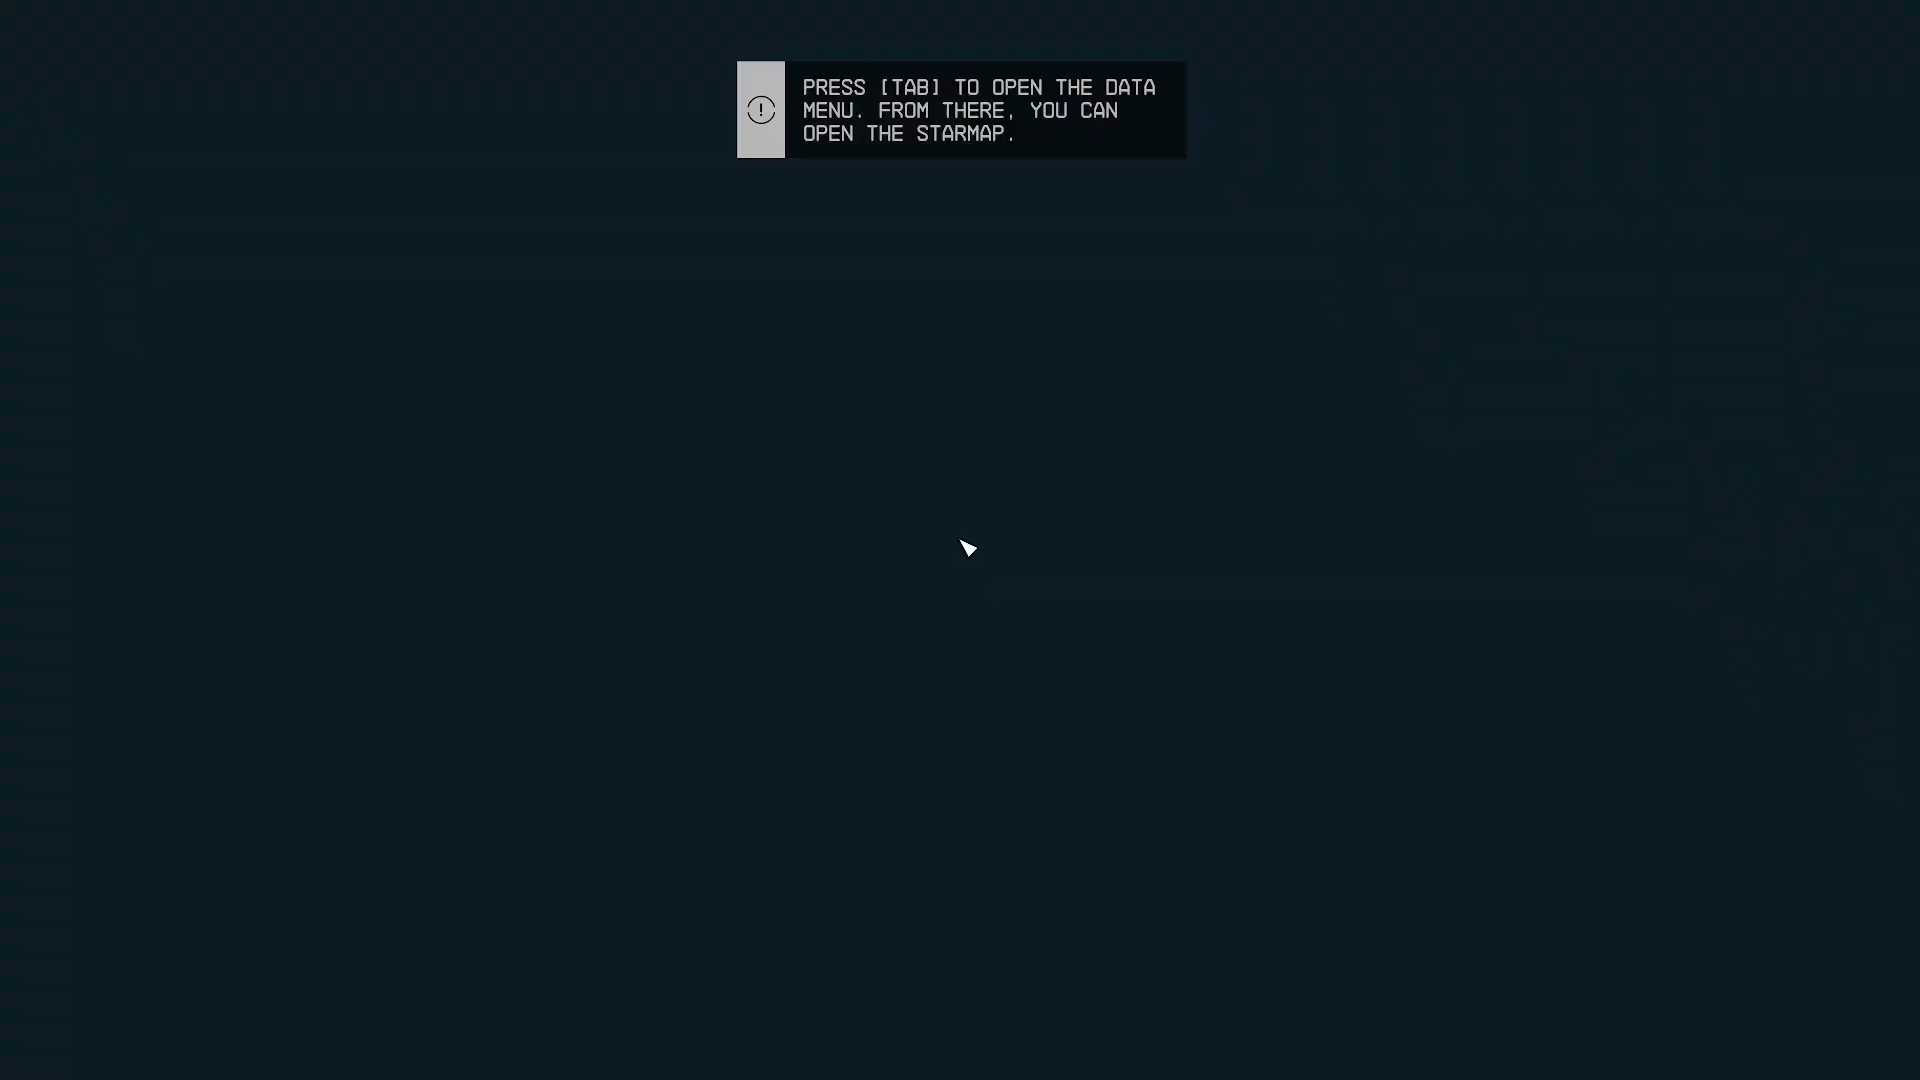 PRESS [TAB] TO OPEN THE DATA
MENU. FROM THERE, YOU CAN
OPEN THE STARMAP.